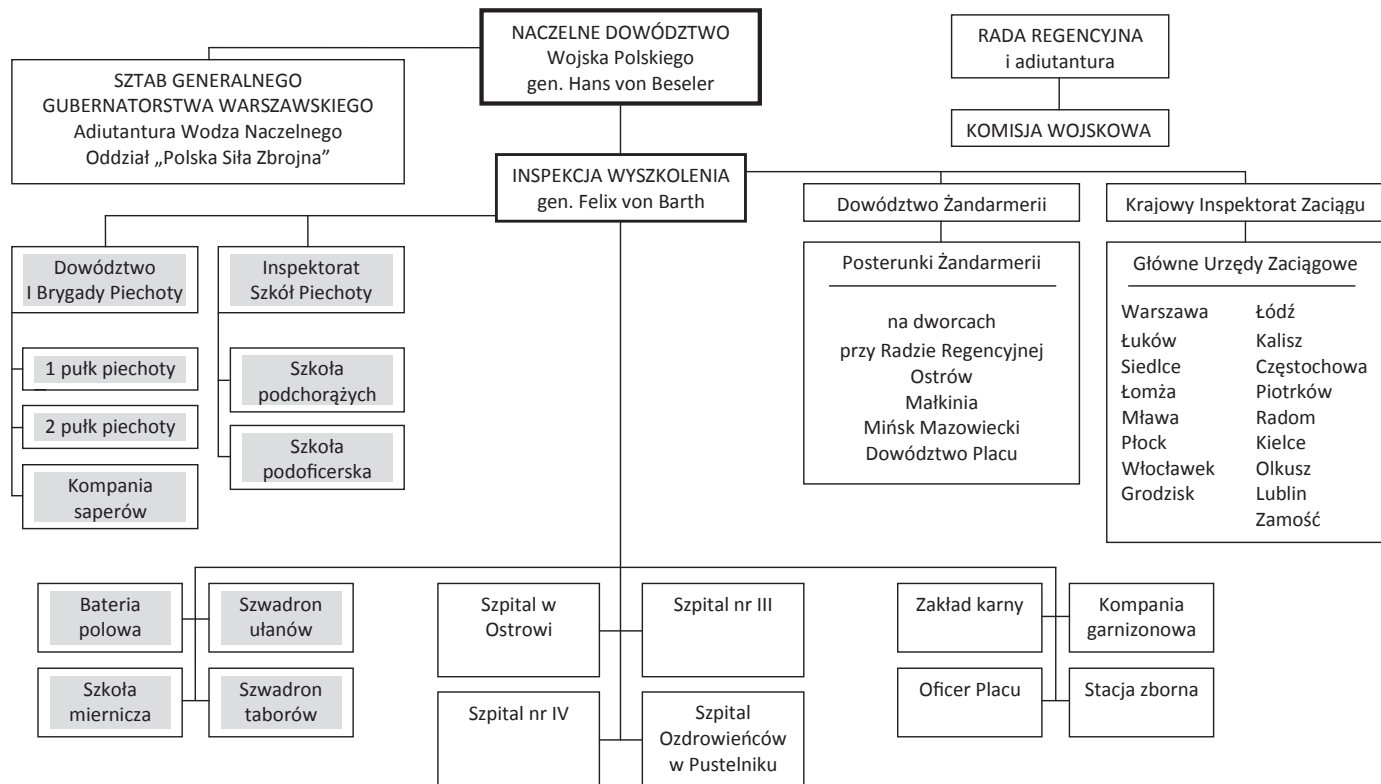 NACZELNE DOWÓDZTWO
Wojska Polskiego
gen. Hans von Beseler
RADA REGENCYJNA
i adiutantura
SZTAB GENERALNEGO
GUBERNATORSTWA WARSZAWSKIEGO
Adiutantura Wodza Naczelnego
Oddział „Polska Siła Zbrojna”
KOMISJA WOJSKOWA
INSPEKCJA WYSZKOLENIA
gen. Felix von Barth
Dowództwo Żandarmerii
Krajowy Inspektorat Zaciągu
Dowództwo
I Brygady Piechoty
Inspektorat
Szkół Piechoty
1 pułk piechoty
2 pułk piechoty
Kompania
saperów
Szkoła
podchorążych
Szkoła
podoficerska
Posterunki Żandarmerii
na dworcach
przy Radzie Regencyjnej
Ostrów
Małkinia
Mińsk Mazowiecki
Dowództwo Placu
Główne Urzędy Zaciągowe
Warszawa
Łuków
Siedlce
Łomża
Mława
Płock
Włocławek
Grodzisk
Łódź
Kalisz
Częstochowa
Piotrków
Radom
Kielce
Olkusz
Lublin
Zamość
Bateria
polowa
Szwadron
ułanów
Szkoła
miernicza
Szwadron
taborów
Szpital w
Ostrowi
Szpital nr III
Szpital nr IV
Szpital
Ozdrowieńców
w Pustelniku
Zakład karny
Kompania
garnizonowa
Oficer Placu
Stacja zborna